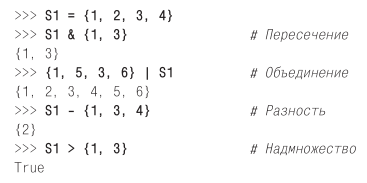 >>> S1 = {1, 2, 3, 4}
>>> S1 & {1, 3} # Пересечение
{1, 3}
>>> {1, 5, 3, 6} | S1 # Объединение
{1, 2, 3, 4, 5, 6}
>>> S1 - {1, 3, 4} # Разность
{2}
>>> S1 > {1, 3} # Надмножество
True